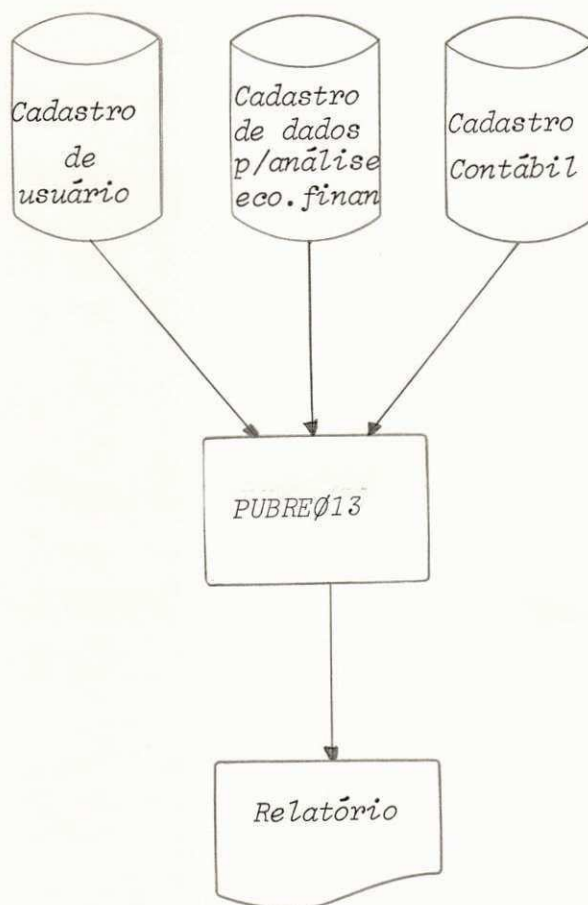 Cadastro
de
usuário
Cadastro
de dados
p/análise
eco.finan
Cadastro
Contábil
PUBREØ13
Relatório